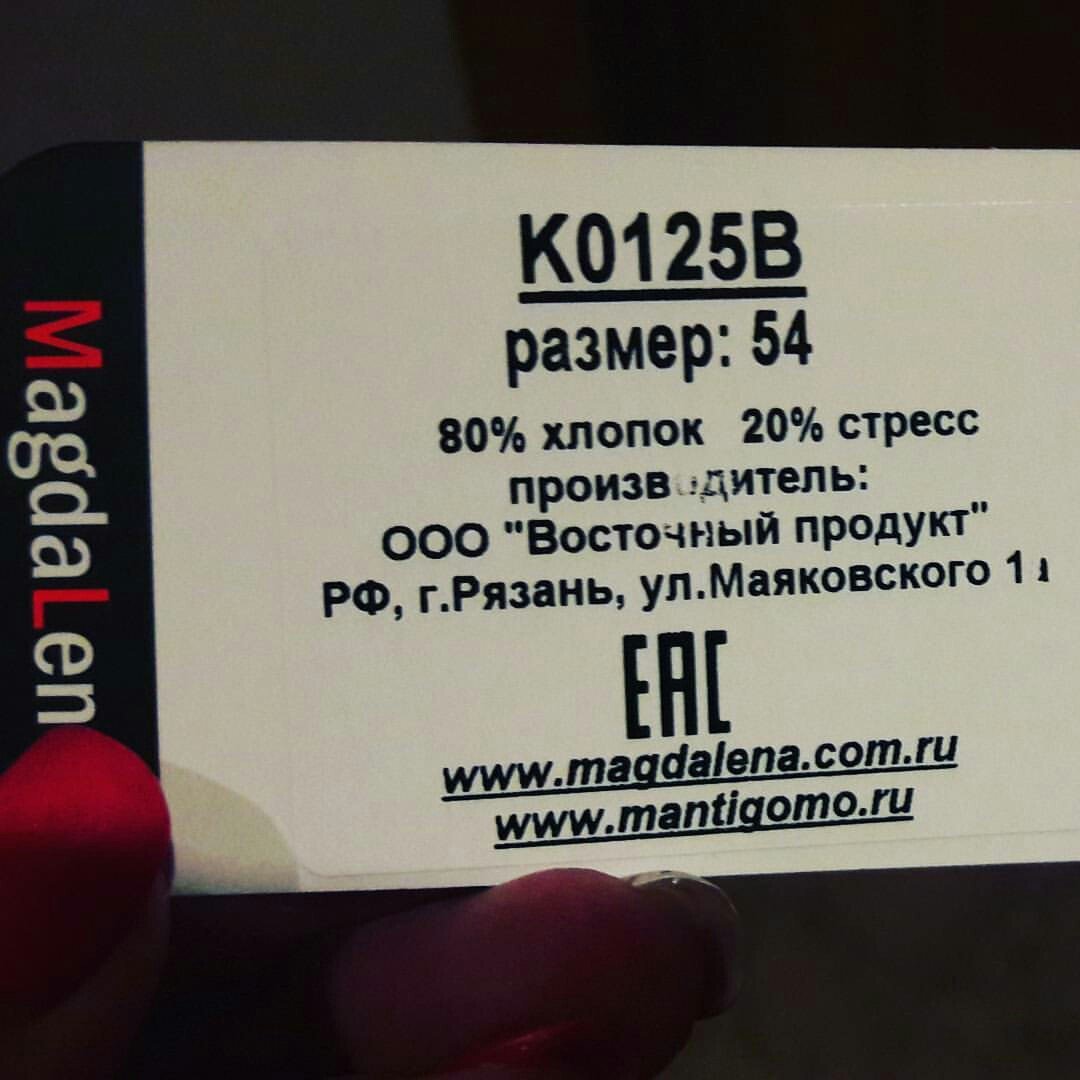 MagdaLen
K0125B
размер: 54
80% хлопок 20% стресс
производитель:
ООО "Восточный продукт"
РФ, г.Рязань, ул.Маяковского
EAC
www.magdalena.com.ru
www.mantigomo.ru